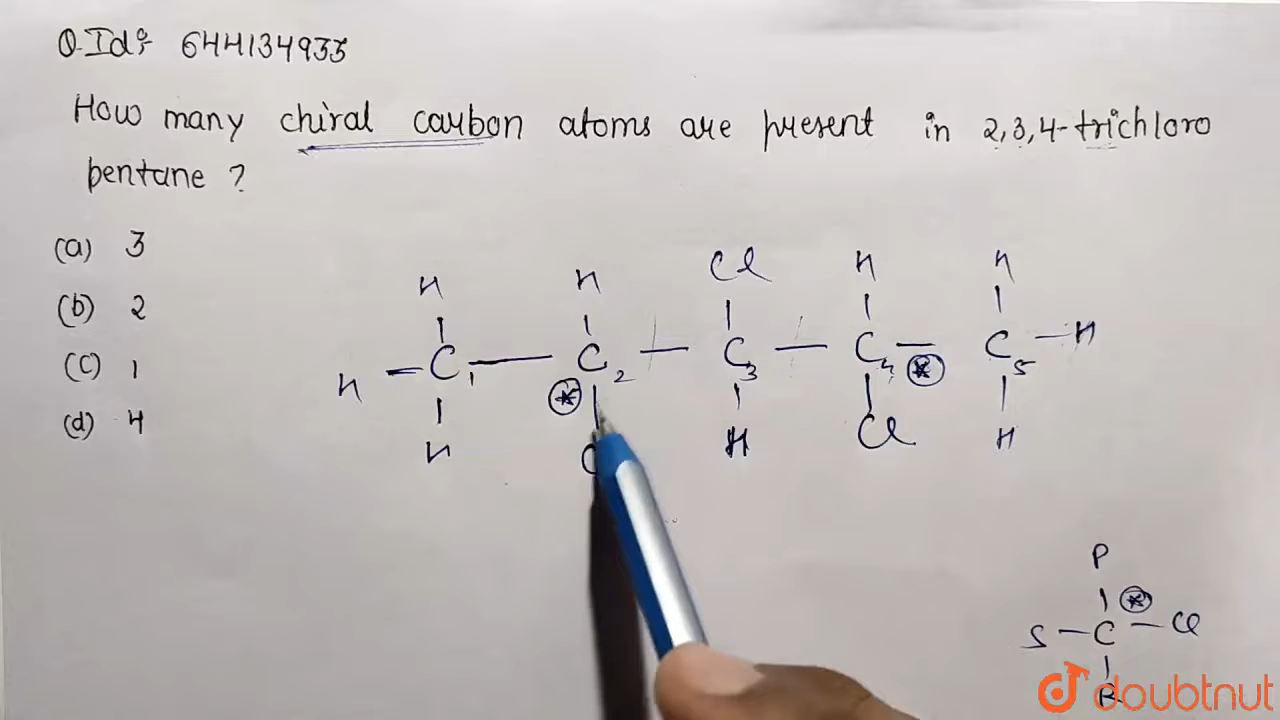 Q.Id:- 644134933
How many chiral carbon atoms are present in 2,3,4-trichloro
pentane ?
(a) 3
(b) 2
(c) 1
(d) 4
H H Cl H H
H - C1 - C2 - C3 - C4 - C5 - H
* *
H C H Cl H
P
*
S - C - Cl
R
doubtnut